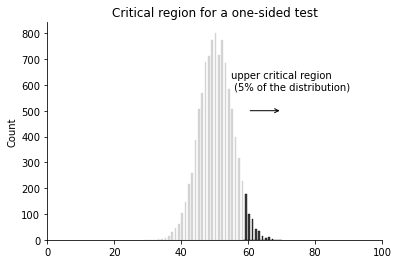 Critical region for a one-sided test
800
700
600
500
400
300
200
100
0
Count
upper critical region
(5% of the distribution)
0 20 40 60 80 100